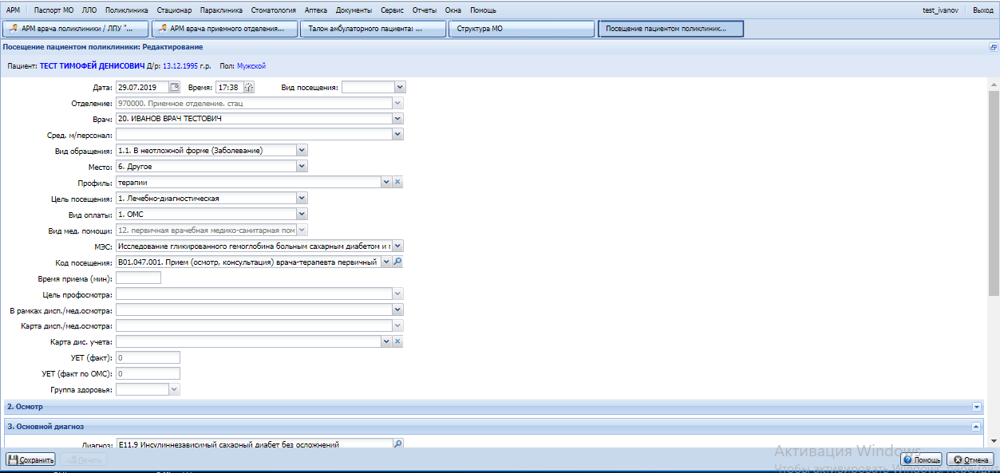 АРМ Паспорт МО ЛЛО Поликлиника Стационар Параклиника Стоматология Аптека Документы Сервис Отчеты Окна Помощь test_ivanov Выход
АРМ врача поликлиники / ЛПУ "... АРМ врача приемного отделения... Талон амбулаторного пациента: ... Структура МО Посещение пациентом поликлиник...
Посещение пациентом поликлиники: Редактирование
Пациент: ТЕСТ ТИМОФЕЙ ДЕНИСОВИЧ Д/р: 13.12.1995 г.р. Пол: Мужской
Дата: 29.07.2019 Время: 17:38 Вид посещения:
Отделение: 970000. Приемное отделение. стац
Врач: 20. ИВАНОВ ВРАЧ ТЕСТОВИЧ
Сред. м/персонал:
Вид обращения: 1.1. В неотложной форме (Заболевание)
Место: 6. Другое
Профиль: терапии
Цель посещения: 1. Лечебно-диагностическая
Вид оплаты: 1. ОМС
Вид мед. помощи: 12. первичная врачебная медико-санитарная пом
МЭС: Исследование гликированного гемоглобина больным сахарным диабетом и г
Код посещения: B01.047.001. Прием (осмотр, консультация) врача-терапевта первичный
Время приема (мин):
Цель профосмотра:
В рамках дисп./мед.осмотра:
Карта дисп./мед.осмотра:
Карта дис. учета:
УЕТ (факт): 0
УЕТ (факт по ОМС): 0
Группа здоровья:
2. Осмотр
3. Основной диагноз
Диагноз: E11.9 Инсулиннезависимый сахарный диабет без осложнений
Активация Windows
Сохранить Печать Помощь Отмена
Чтобы активировать Windows, перейдит